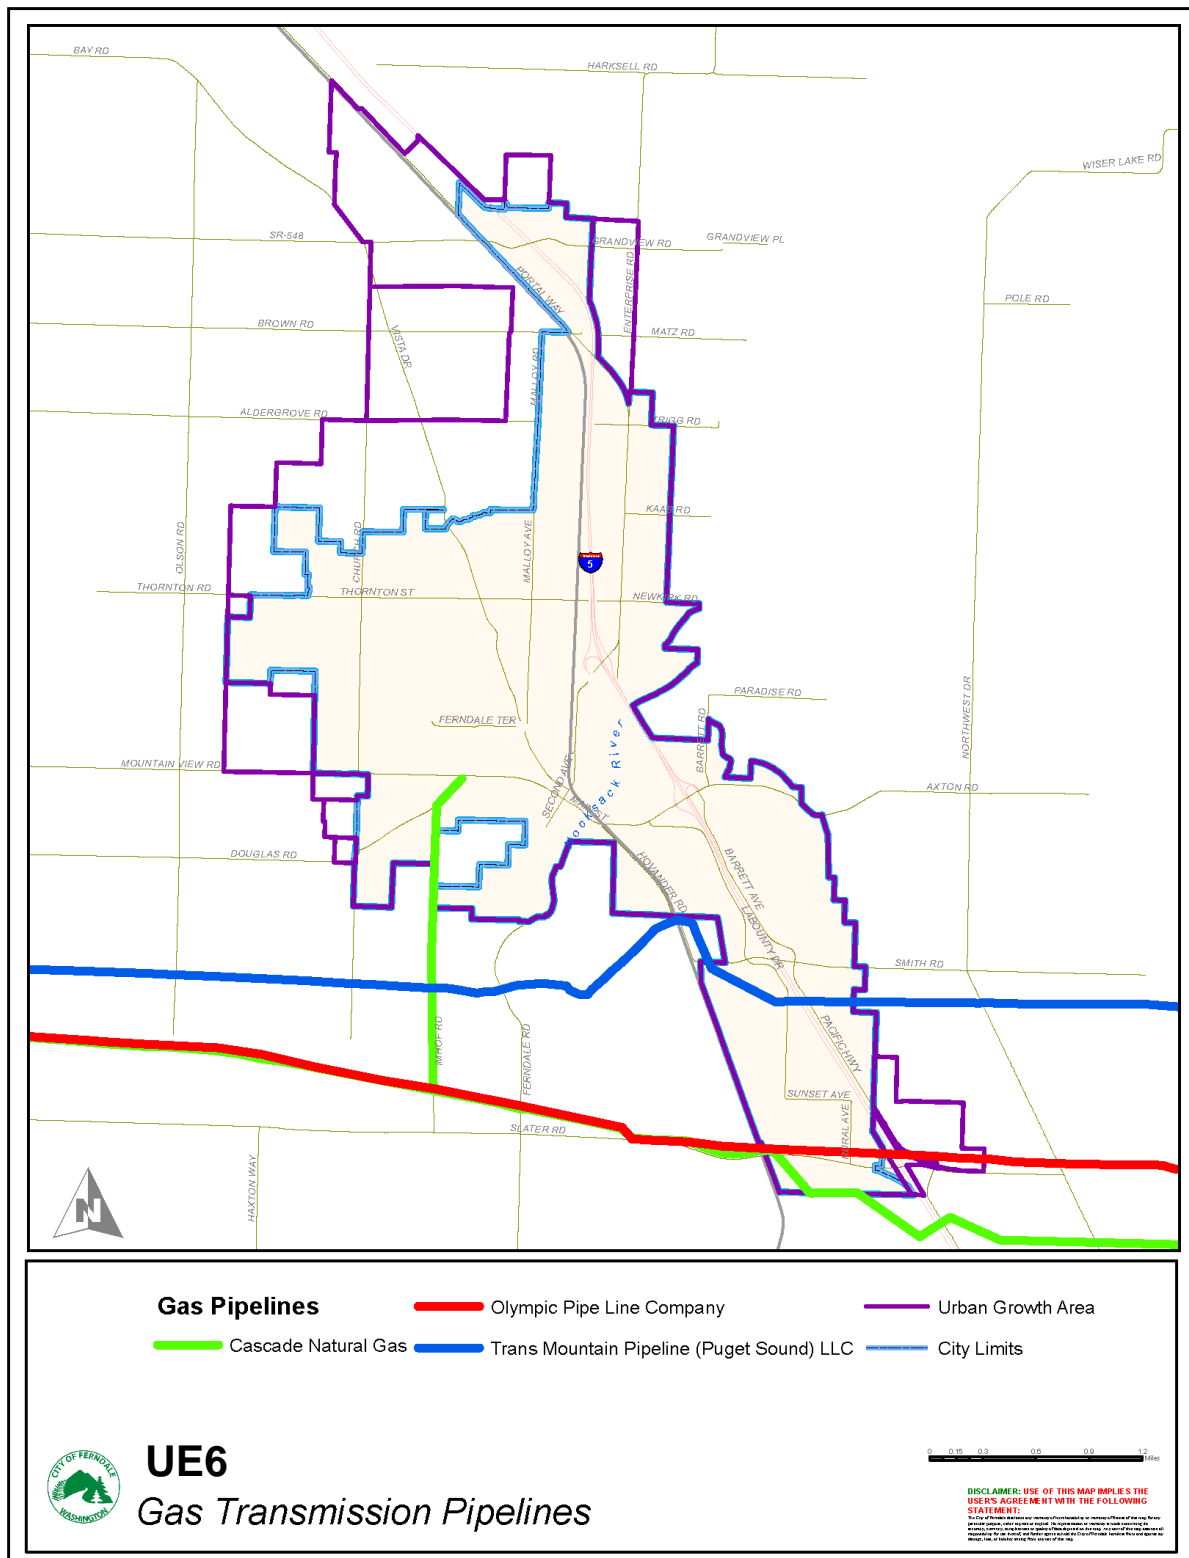 BAY RD
HARKSELL RD
WISER LAKE RD
SR-548
GRANDVIEW RD
GRANDVIEW PL
PORTAL WAY
ENTERPRISE RD
POLE RD
BROWN RD
VISTA DR
MATZ RD
MALLOY RD
ALDERGROVE RD
TRIGG RD
KAAS RD
OLSON RD
CHURCH RD
MALLOY AVE
5
THORNTON RD
THORNTON ST
NEWKIRK RD
PARADISE RD
FERNDALE TER
BARRETT RD
NORTHWEST DR
Nooksack River
MOUNTAIN VIEW RD
SECOND AVE
MAIN ST
AXTON RD
DOUGLAS RD
HOVANDER RD
BARRETT AVE
LABOUNTY DR
SMITH RD
IMHOF RD
FERNDALE RD
PACIFIC HWY
SUNSET AVE
RURAL AVE
SLATER RD
HAXTON WAY
N
Gas Pipelines
Olympic Pipe Line Company
Urban Growth Area
Cascade Natural Gas
Trans Mountain Pipeline (Puget Sound) LLC
City Limits
CITY OF FERNDALE
WASHINGTON
UE6
Gas Transmission Pipelines
0 0.15 0.3 0.6 0.9 1.2
Miles
DISCLAIMER: USE OF THIS MAP IMPLIES THE
USER'S AGREEMENT WITH THE FOLLOWING
STATEMENT: